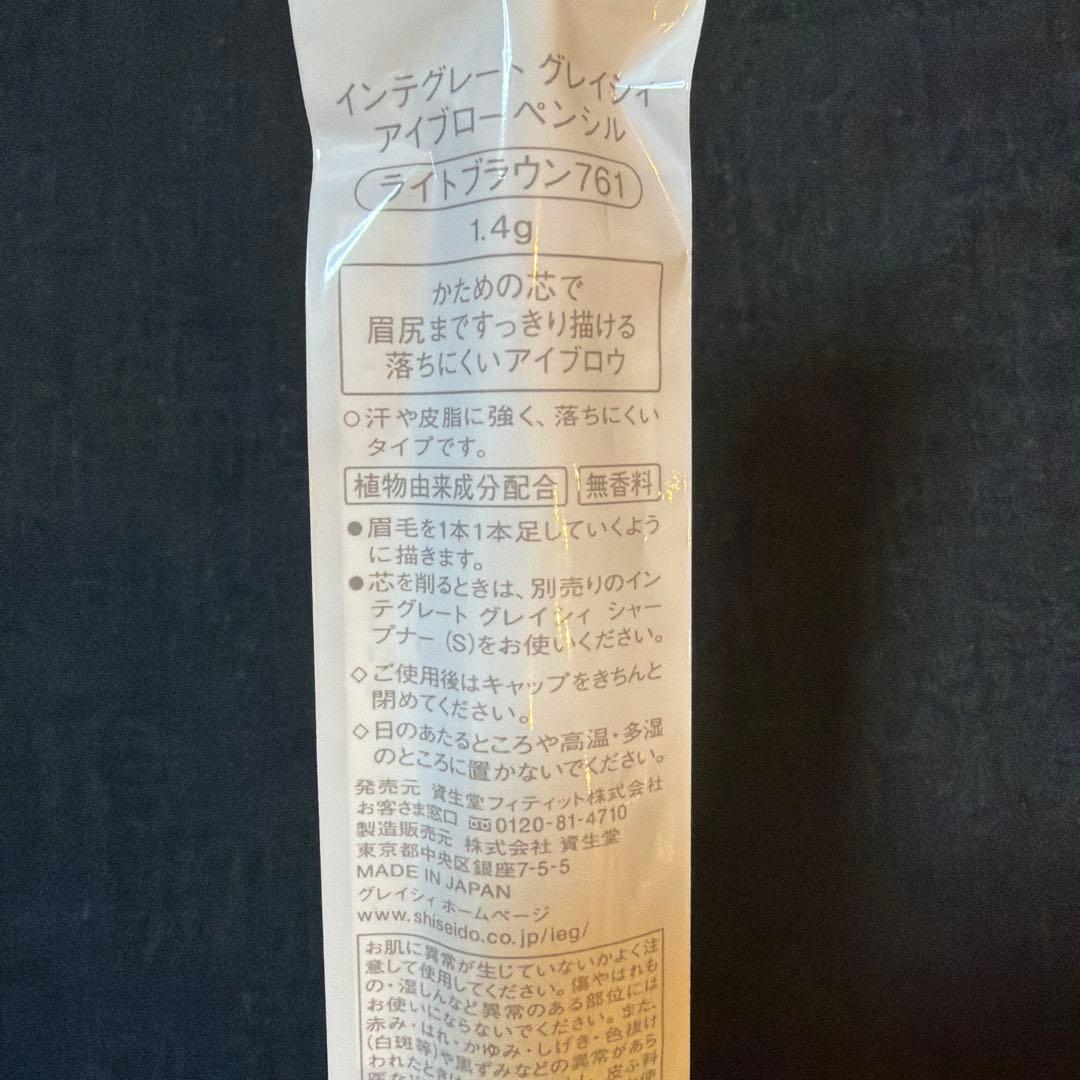 インテグレート グレイシィ
アイブロー ペンシル
ライトブラウン761
1.4g
かための芯で
眉尻まですっきり描ける
落ちにくいアイブロウ
○汗や皮脂に強く、落ちにくい
タイプです。
植物由来成分配合 無香料
●眉毛を1本1本足していくよう
に描きます。
●芯を削るときは、別売りのイン
テグレート グレイシィ シャー
プナー(S)をお使いください。
◇ご使用後はキャップをきちんと
閉めてください。
◇日のあたるところや高温・多湿
のところに置かないでください。
発売元 資生堂フィティット株式会社
お客さま窓口 0120-81-4710
製造販売元 株式会社 資生堂
東京都中央区銀座7-5-5
MADE IN JAPAN
グレイシィ ホームページ
www.shiseido.co.jp/ieg/
お肌に異常が生じていないかよく注
意して使用してください。傷やはれも
の・湿しんなど異常のある部位には
お使いにならないでください。また、
赤み・はれ・かゆみ・しげき・色抜け
(白斑等)や黒ずみなどの異常があら
われたときは 皮ふ科
医など 使